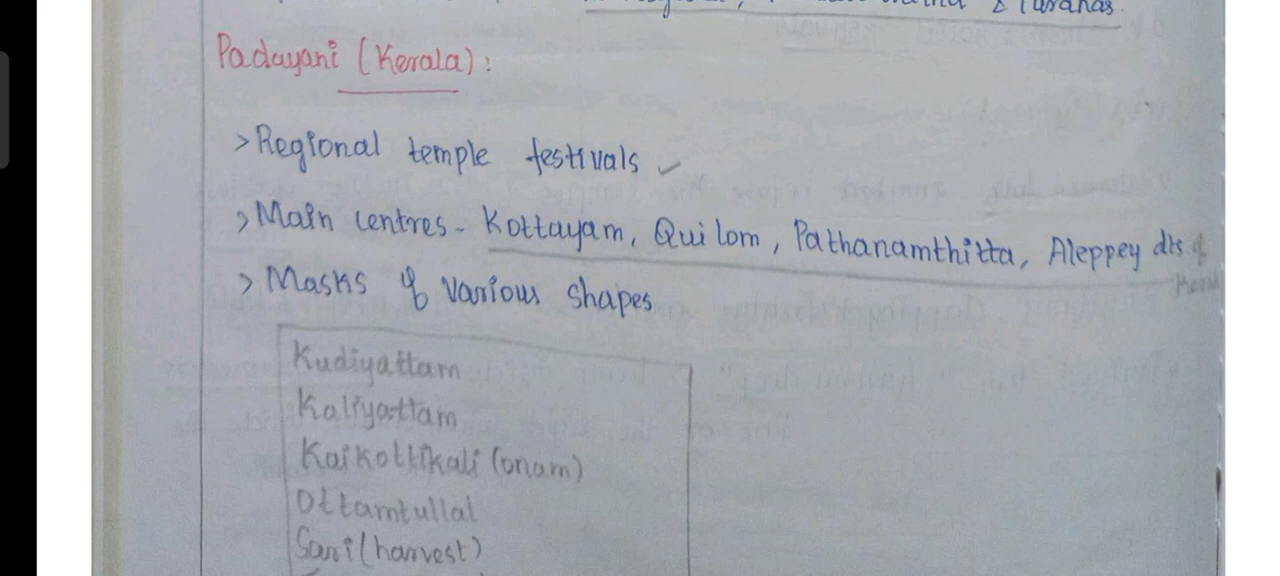 & Puranas.
Padayani (Kerala):
> Regional temple festivals ✓
> Main centres - Kottayam, Quilom, Pathanamthitta, Aleppey dts of
> Masks of various shapes
Kudiyattam
Kaliyattam
Kaikottikali (onam)
Ottamtullal
Sari (harvest)